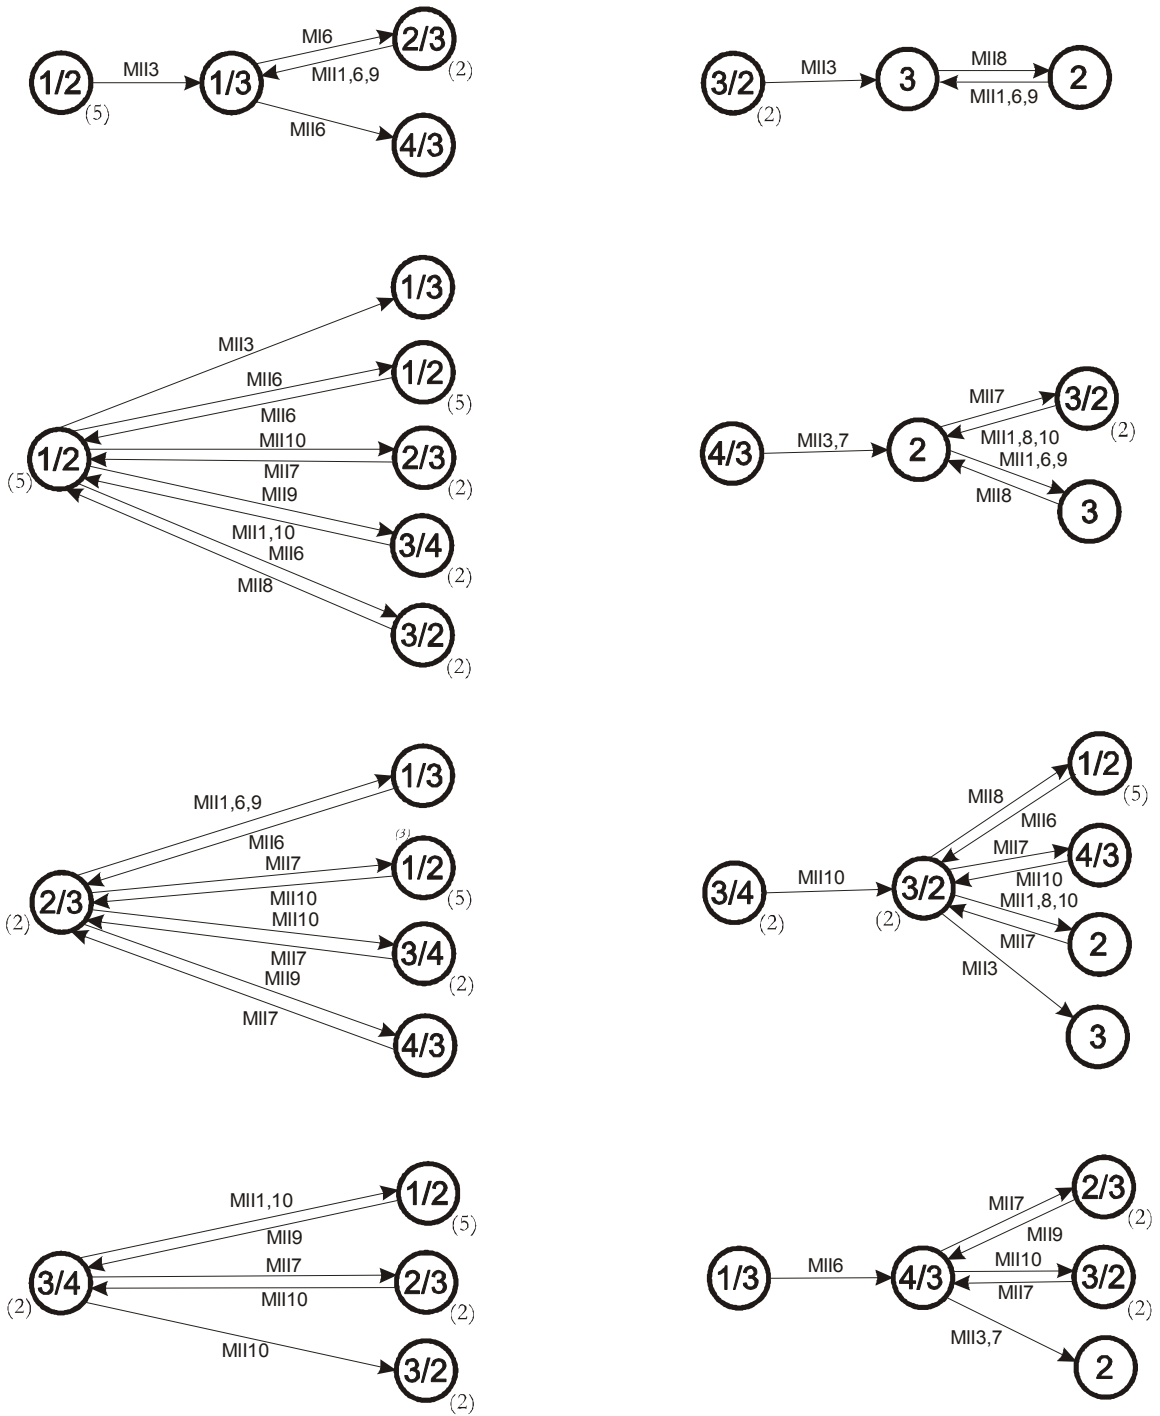 1/2
(5)
MII3
1/3
MI6
MII1,6,9
2/3
(2)
MII6
4/3
3/2
(2)
MII3
3
MII8
MII1,6,9
2
1/2
(5)
MII3
1/3
MII6
MII6
1/2
(5)
MII10
MII7
2/3
(2)
MII9
MII1,10
3/4
(2)
MII6
MII8
3/2
(2)
4/3
MII3,7
2
MII7
MII1,8,10
3/2
(2)
MII1,6,9
MII8
3
2/3
(2)
MII1,6,9
MII6
1/3
(3)
MII7
MII10
1/2
(5)
MII10
MII7
3/4
(2)
MII9
MII7
4/3
3/4
(2)
MII10
3/2
(2)
MII8
MII6
1/2
(5)
MII7
MII10
4/3
MII1,8,10
MII7
2
MII3
3
3/4
(2)
MII1,10
MII9
1/2
(5)
MII7
MII10
2/3
(2)
MII10
3/2
(2)
1/3
MII6
4/3
MII7
MII9
2/3
(2)
MII10
MII7
3/2
(2)
MII3,7
2